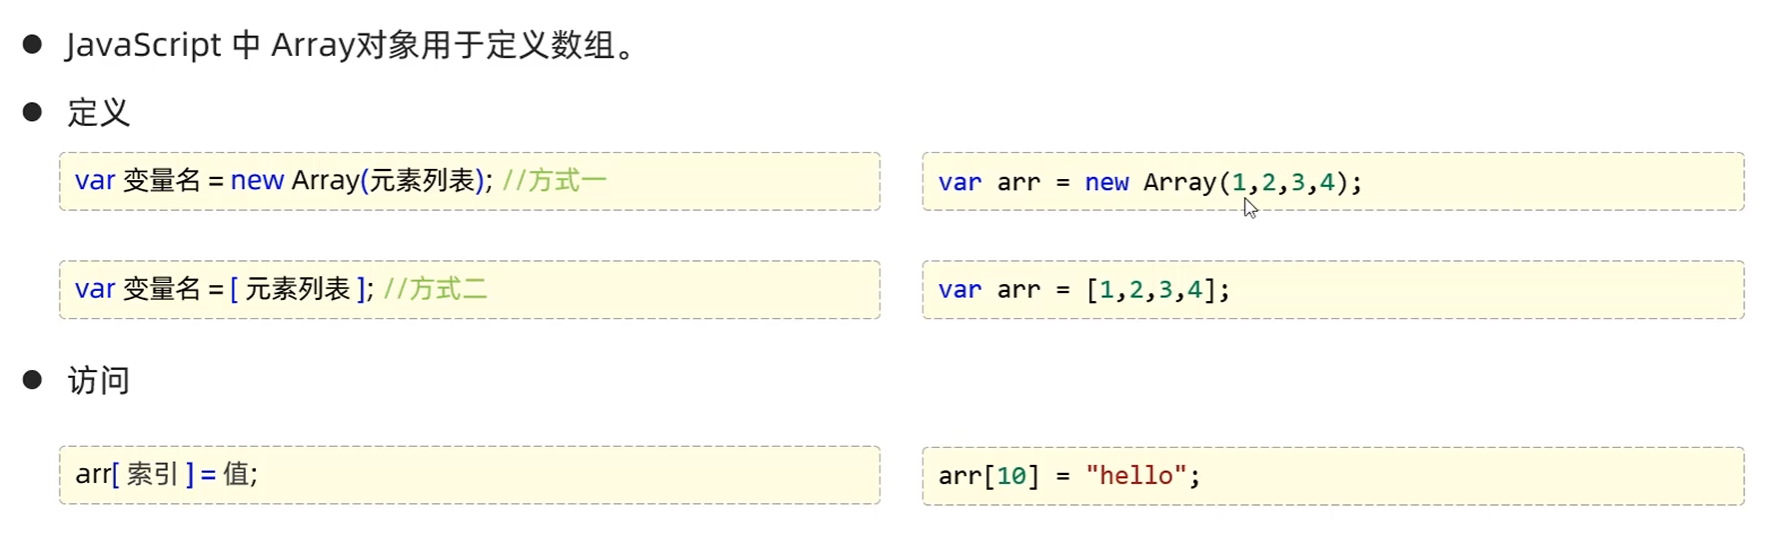 JavaScript 中 Array对象用于定义数组。
定义
var 变量名 = new Array(元素列表); //方式一
var arr = new Array(1,2,3,4);
var 变量名 = [ 元素列表 ]; //方式二
var arr = [1,2,3,4];
访问
arr[ 索引 ] = 值;
arr[10] = "hello";